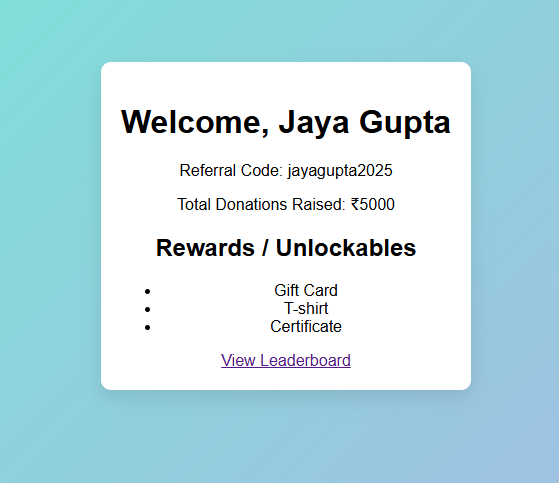 Welcome, Jaya Gupta
Referral Code: jayagupta2025
Total Donations Raised: ₹5000
Rewards / Unlockables
• Gift Card
• T-shirt
• Certificate
View Leaderboard